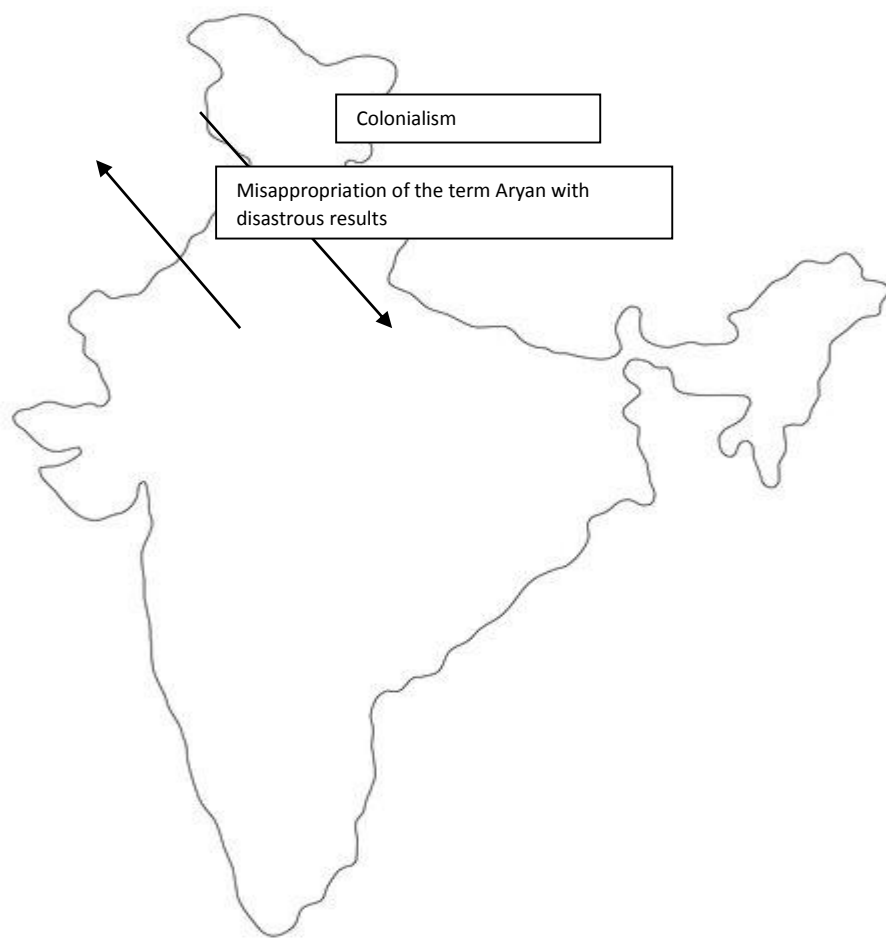 Colonialism
Misappropriation of the term Aryan with
disastrous results